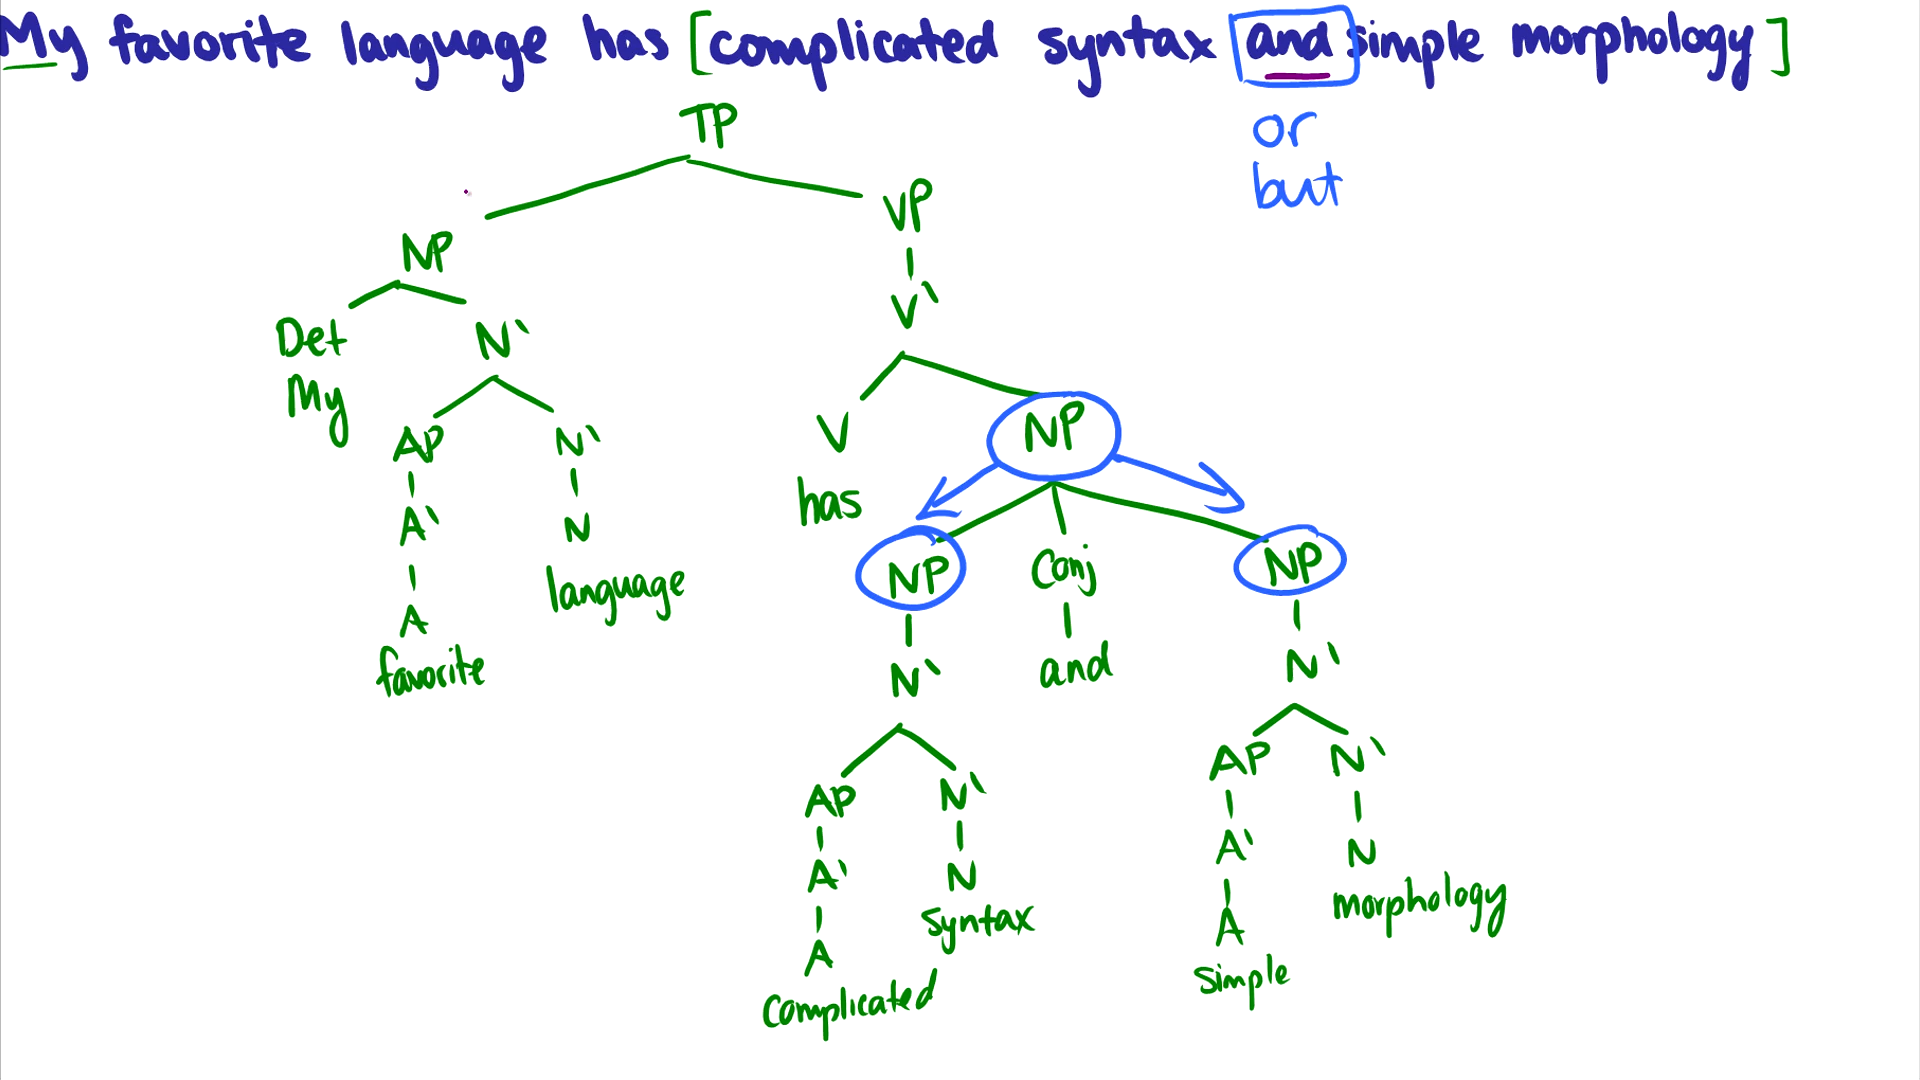 My favorite language has [complicated syntax and simple morphology]
or
but
TP
NP VP
Det N` V`
My
AP N` V NP
A` N has NP Conj NP
A language and
favorite N` N`
AP N` AP N`
A` N A` N
A syntax A morphology
Complicated Simple